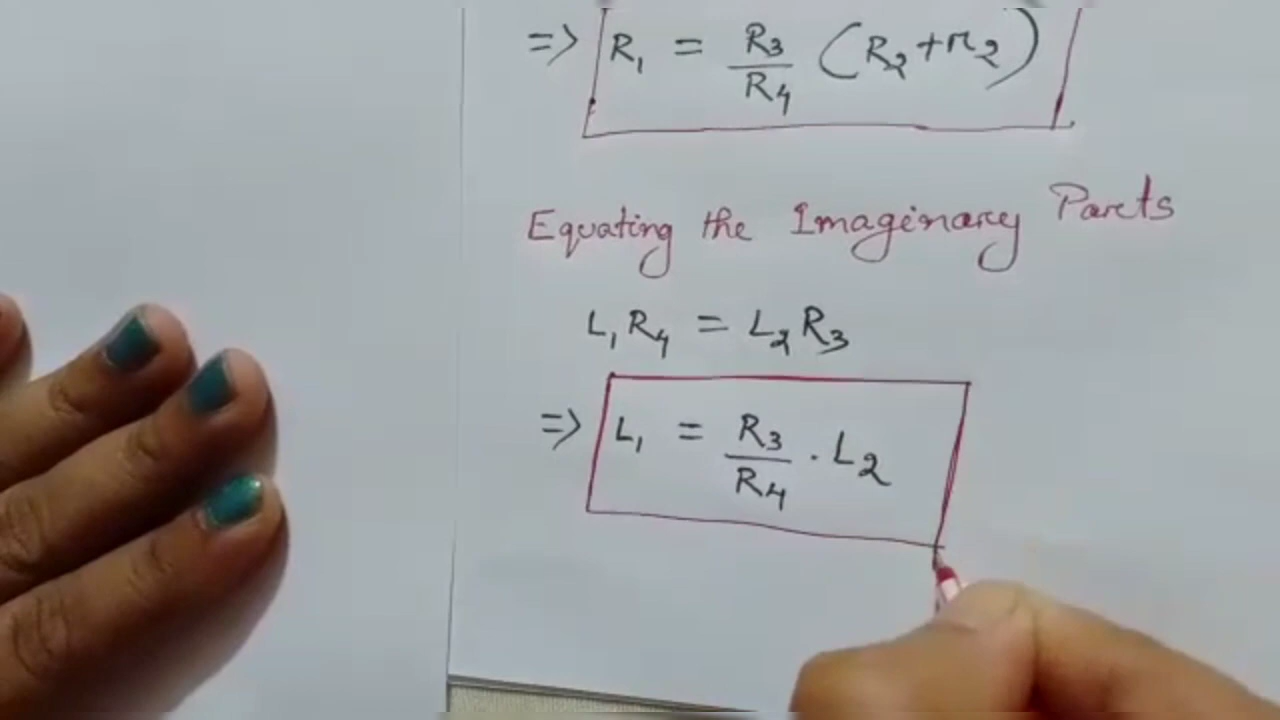 => R₁ = R₃/R₄ (R₂+r₂)
Equating the Imaginary Parts
L₁R₄ = L₂R₃
=> L₁ = R₃/R₄ . L₂